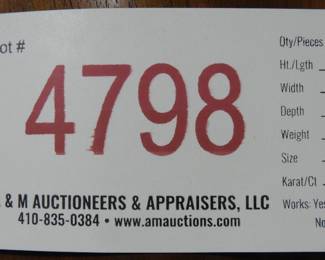 ot #
4798
& M AUCTIONEERS & APPRAISERS, LLC
410-835-0384 • www.amauctions.com
Qty/Pieces
Ht./Lgth
Width
Depth
Weight
Size
Karat/Ct
Works: Yes
No